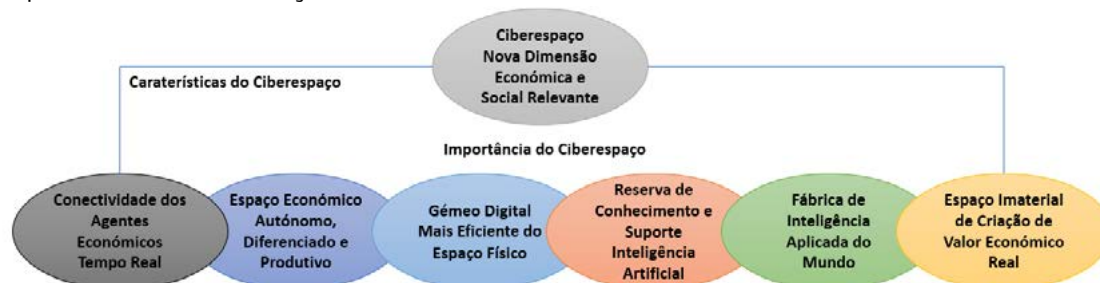 Ciberespaço
Nova Dimensão
Económica e
Social Relevante
Caraterísticas do Ciberespaço
Importância do Ciberespaço
Conectividade dos
Agentes
Económicos
Tempo Real
Espaço Económico
Autónomo,
Diferenciado e
Produtivo
Gémeo Digital
Mais Eficiente do
Espaço Físico
Reserva de
Conhecimento e
Suporte
Inteligência
Artificial
Fábrica de
Inteligência
Aplicada do
Mundo
Espaço Imaterial
de Criação de
Valor Económico
Real